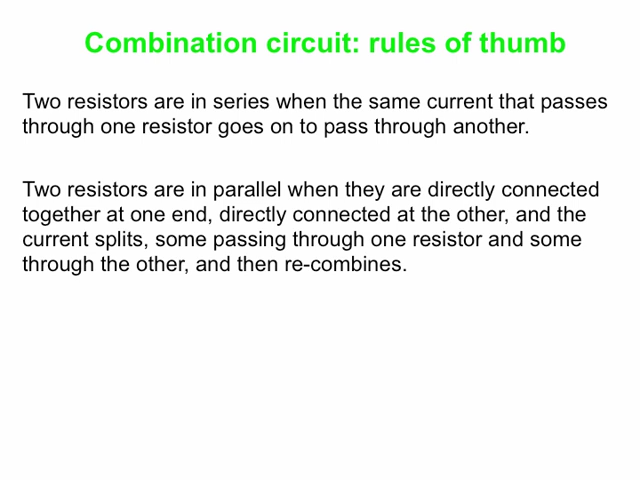 Combination circuit: rules of thumb
Two resistors are in series when the same current that passes
through one resistor goes on to pass through another.
Two resistors are in parallel when they are directly connected
together at one end, directly connected at the other, and the
current splits, some passing through one resistor and some
through the other, and then re-combines.